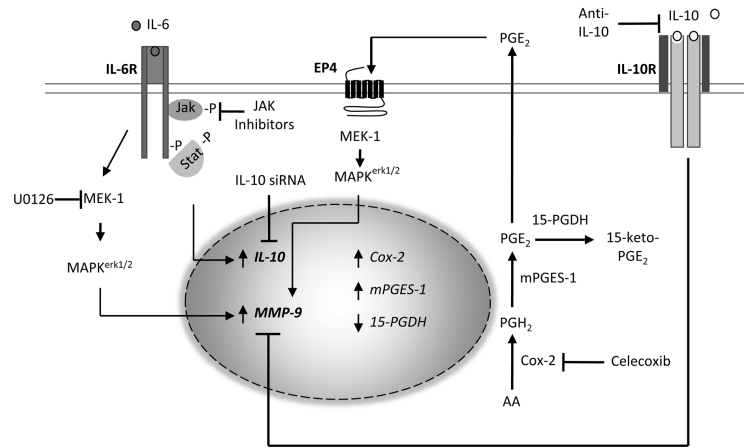 IL-6
IL-6R
Jak
-P
JAK
Inhibitors
-P
Stat
-P
U0126
MEK-1
MAPKerk1/2
IL-10 siRNA
EP4
MEK-1
MAPKerk1/2
IL-10
MMP-9
Cox-2
mPGES-1
15-PGDH
PGE2
PGE2
15-PGDH
15-keto-
PGE2
mPGES-1
PGH2
Cox-2
Celecoxib
AA
Anti-
IL-10
IL-10
IL-10R